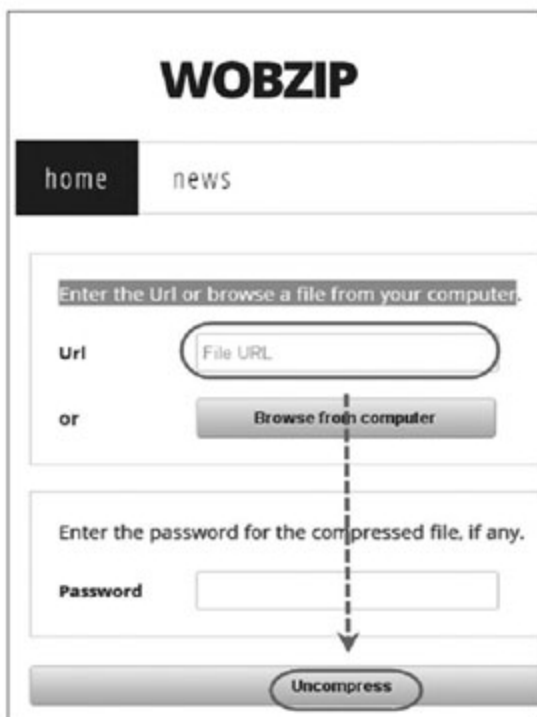 WOBZIP
home news
Enter the Url or browse a file from your computer.
Url File URL
or Browse from computer
Enter the password for the compressed file, if any.
Password
Uncompress